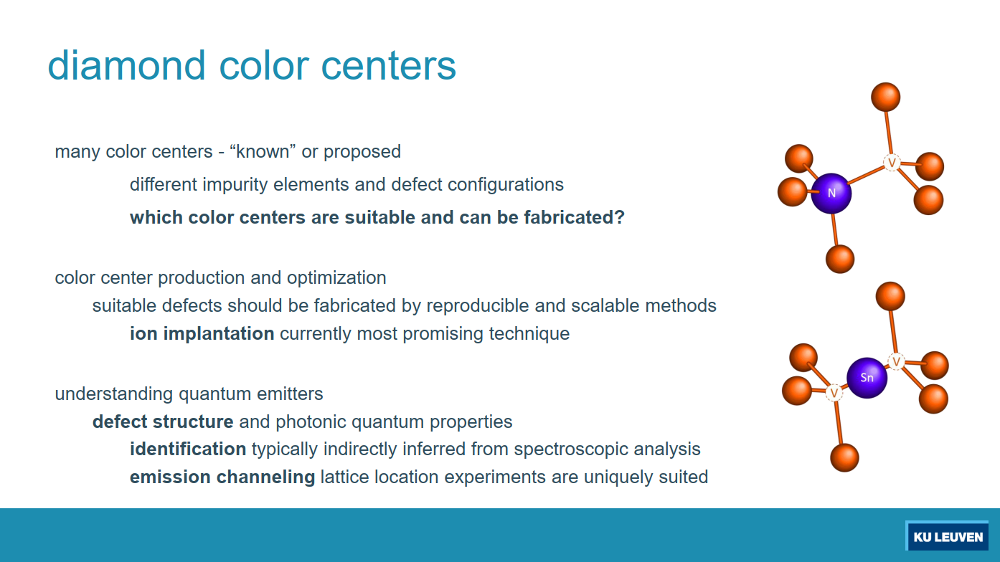 diamond color centers
many color centers - “known” or proposed
different impurity elements and defect configurations
which color centers are suitable and can be fabricated?
color center production and optimization
suitable defects should be fabricated by reproducible and scalable methods
ion implantation currently most promising technique
understanding quantum emitters
defect structure and photonic quantum properties
identification typically indirectly inferred from spectroscopic analysis
emission channeling lattice location experiments are uniquely suited
V
N
V
Sn
V
KU LEUVEN